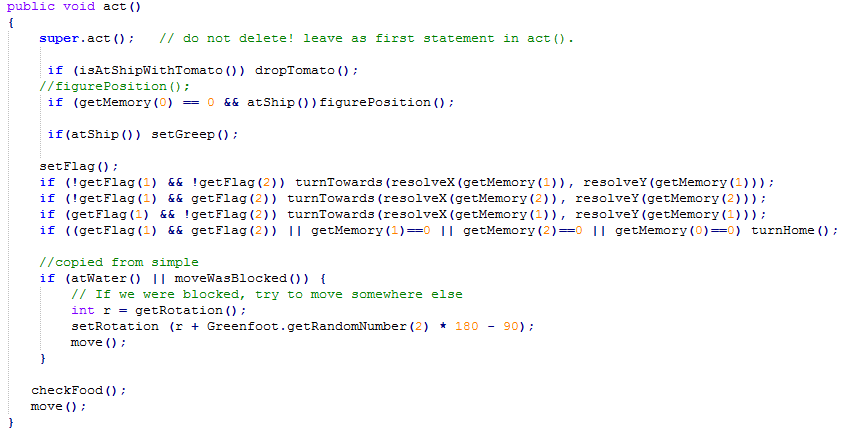 public void act()
{
super.act();   // do not delete! leave as first statement in act().
if (isAtShipWithTomato()) dropTomato();
//figurePosition();
if (getMemory(0) == 0 && atShip())figurePosition();
if(atShip()) setGreep();
setFlag();
if (!getFlag(1) && !getFlag(2)) turnTowards(resolveX(getMemory(1)), resolveY(getMemory(1)));
if (!getFlag(1) && getFlag(2)) turnTowards(resolveX(getMemory(2)), resolveY(getMemory(2)));
if (getFlag(1) && !getFlag(2)) turnTowards(resolveX(getMemory(1)), resolveY(getMemory(1)));
if ((getFlag(1) && getFlag(2)) || getMemory(1)==0 || getMemory(2)==0 || getMemory(0)==0) turnHome();
//copied from simple
if (atWater() || moveWasBlocked()) {
// If we were blocked, try to move somewhere else
int r = getRotation();
setRotation (r + Greenfoot.getRandomNumber(2) * 180 - 90);
move();
}
checkFood();
move();
}